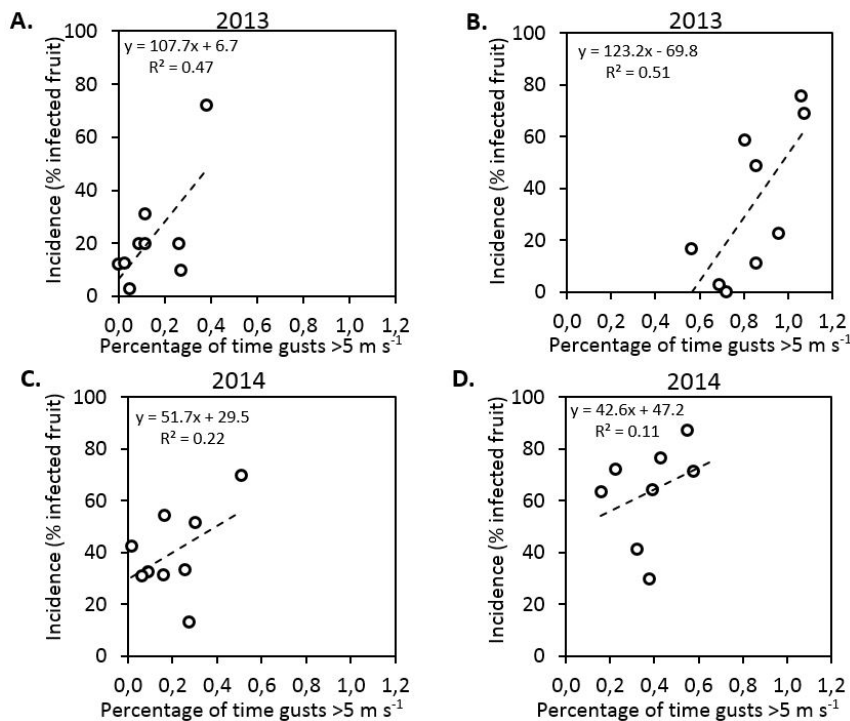 A.
2013
y = 107.7x + 6.7
R² = 0.47
Incidence (% infected fruit)
100
80
60
40
20
0
0,0 0,2 0,4 0,6 0,8 1,0 1,2
Percentage of time gusts >5 m s⁻¹
B.
2013
y = 123.2x - 69.8
R² = 0.51
Incidence (% infected fruit)
100
80
60
40
20
0
0,0 0,2 0,4 0,6 0,8 1,0 1,2
Percentage of time gusts >5 m s⁻¹
C.
2014
y = 51.7x + 29.5
R² = 0.22
Incidence (% infected fruit)
100
80
60
40
20
0
0,0 0,2 0,4 0,6 0,8 1,0 1,2
Percentage of time gusts >5 m s⁻¹
D.
2014
y = 42.6x + 47.2
R² = 0.11
Incidence (% infected fruit)
100
80
60
40
20
0
0,0 0,2 0,4 0,6 0,8 1,0 1,2
Percentage of time gusts >5 m s⁻¹